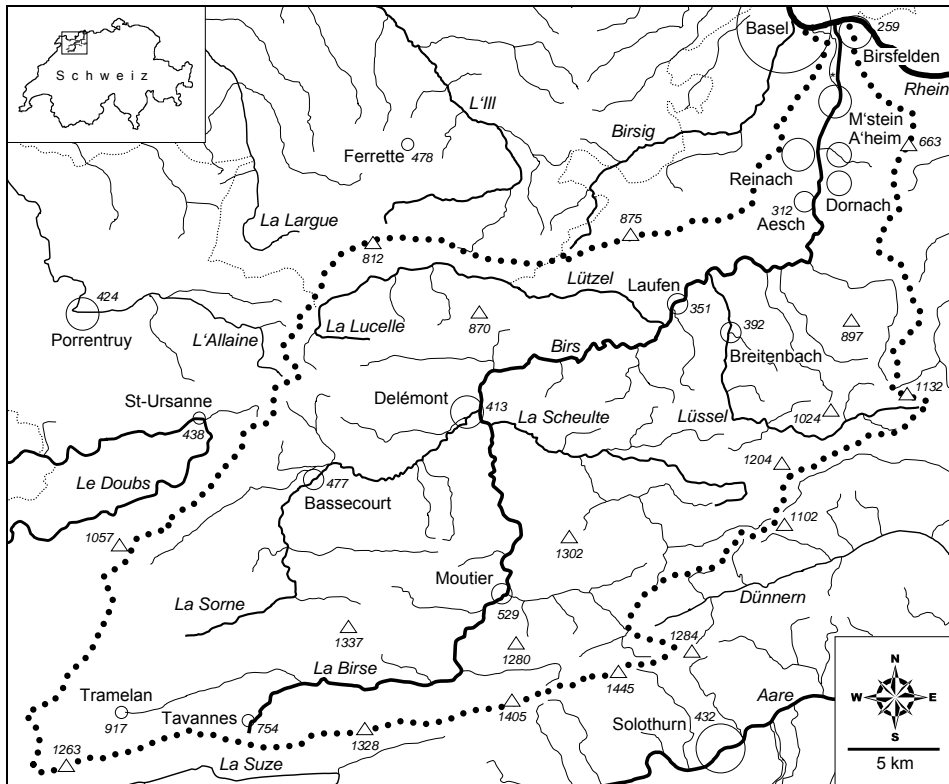 Schweiz
Basel
259
Birsfelden
Rhein
L'Ill
Birsig
M'stein
A'heim
663
Ferrette 478
Reinach
Dornach
312
Aesch
La Largue
875
812
424
Porrentruy
L'Allaine
Lützel
Laufen
351
La Lucelle
870
392
Breitenbach
897
Birs
St-Ursanne
438
Delémont
413
La Scheulte
Lüssel
1024
1132
Le Doubs
477
Bassecourt
1204
1102
1057
1302
Moutier
529
Dünnern
La Sorne
1337
1280
1284
La Birse
1445
Tramelan
917
Tavannes
754
1405
1328
Solothurn
432
Aare
1263
La Suze
N
W E
S
5 km